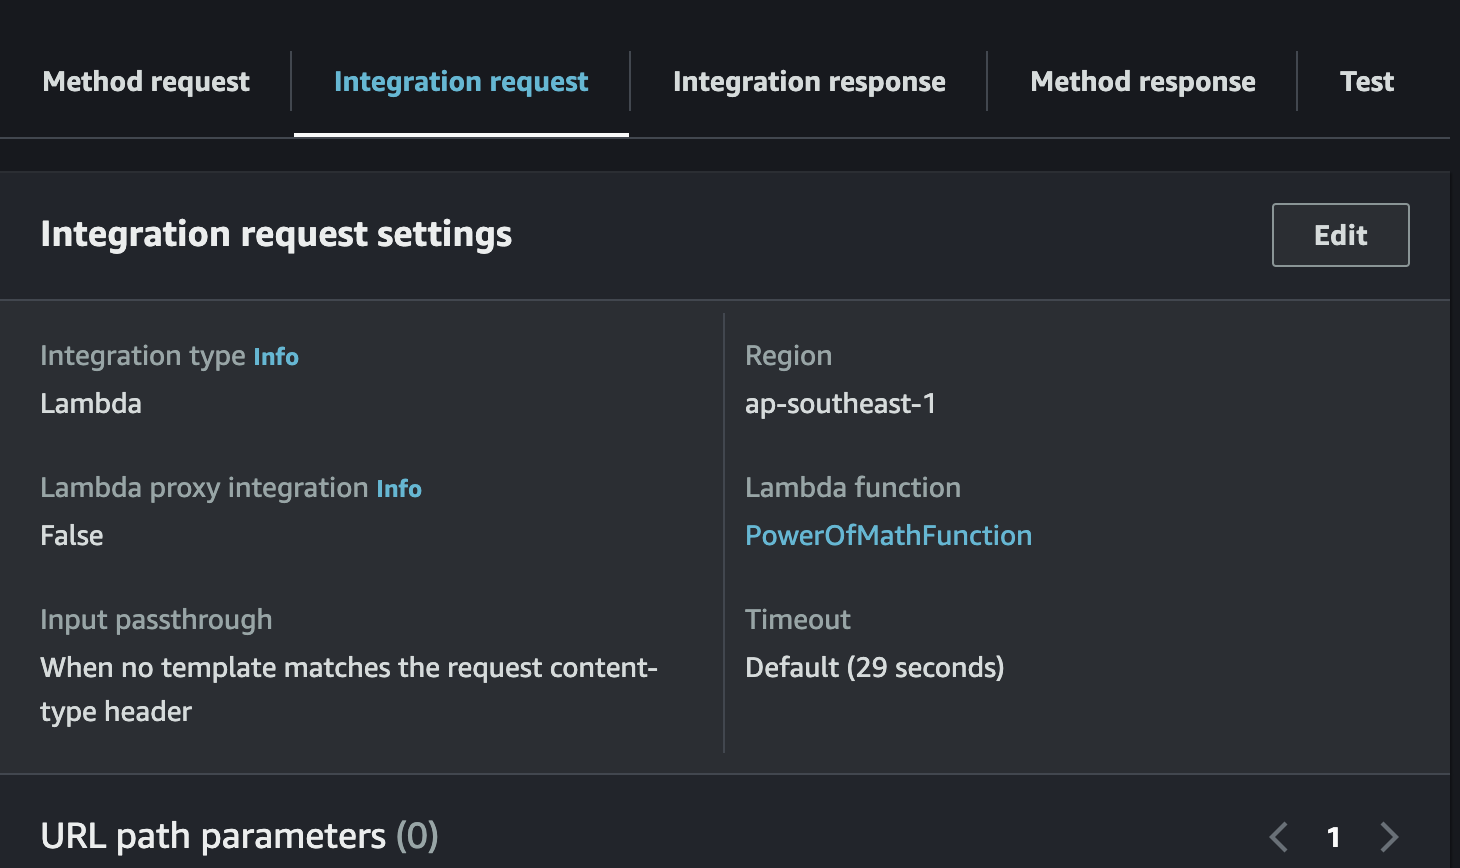 Method request
Integration request
Integration response
Method response
Test
Integration request settings
Edit
Integration type Info
Lambda
Region
ap-southeast-1
Lambda proxy integration Info
False
Lambda function
PowerOfMathFunction
Input passthrough
When no template matches the request content-
type header
Timeout
Default (29 seconds)
URL path parameters (0)
1